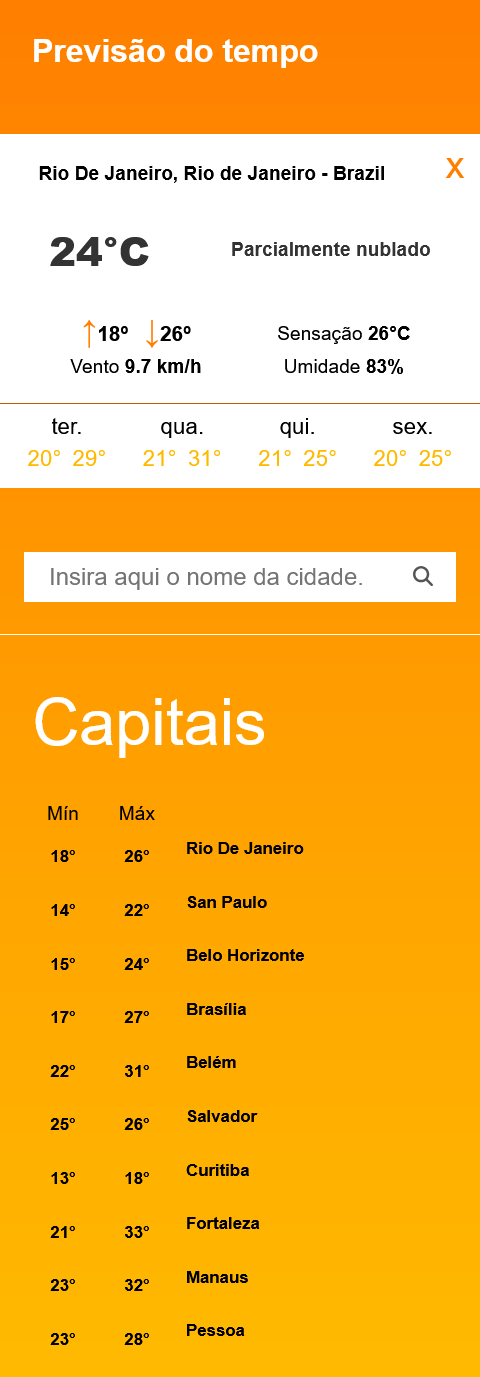 Previsão do tempo
Rio De Janeiro, Rio de Janeiro - Brazil X
24°C Parcialmente nublado
↑18º ↓26º Sensação 26°C
Vento 9.7 km/h Umidade 83%
ter. qua. qui. sex.
20° 29° 21° 31° 21° 25° 20° 25°
Insira aqui o nome da cidade.
Capitais
Mín Máx
18° 26° Rio De Janeiro
14° 22° San Paulo
15° 24° Belo Horizonte
17° 27° Brasília
22° 31° Belém
25° 26° Salvador
13° 18° Curitiba
21° 33° Fortaleza
23° 32° Manaus
23° 28° Pessoa